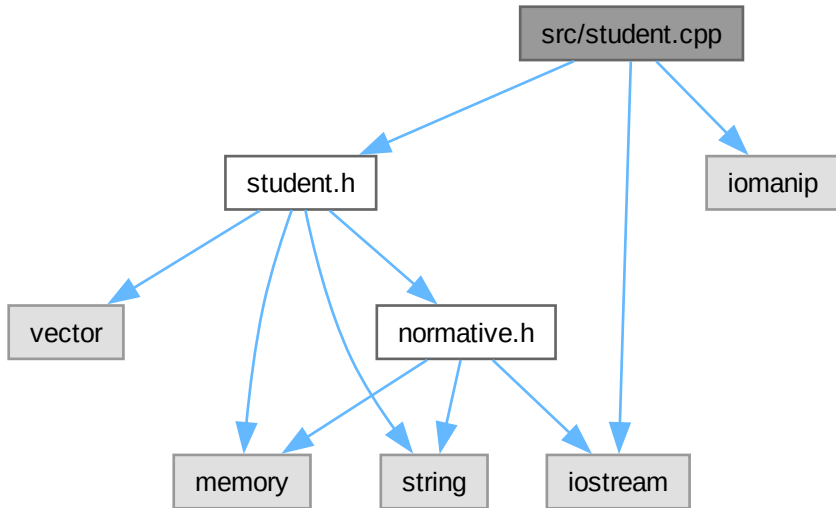 src/student.cpp
student.h
iomanip
vector
normative.h
memory
string
iostream